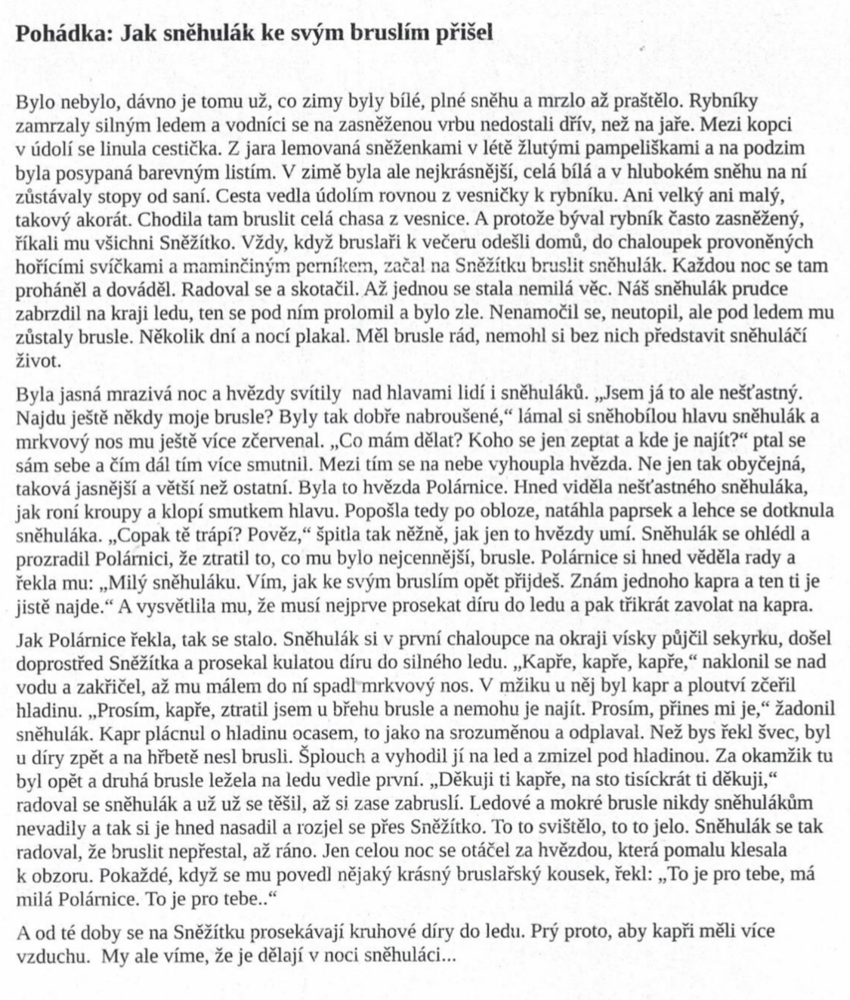 Pohádka: Jak sněhulák ke svým bruslím přišel
Bylo nebylo, dávno je tomu už, co zimy byly bílé, plné sněhu a mrzlo až praštělo. Rybníky
zamrzaly silným ledem a vodníci se na zasněženou vrbu nedostali dřív, než na jaře. Mezi kopci
v údolí se linula cestička. Z jara lemovaná sněženkami v létě žlutými pampeliškami a na podzim
byla posypaná barevným listím. V zimě byla ale nejkrásnější, celá bílá a v hlubokém sněhu na ní
zůstávaly stopy od saní. Cesta vedla údolím rovnou z vesničky k rybníku. Ani velký ani malý,
takový akorát. Chodila tam bruslit celá chasa z vesnice. A protože býval rybník často zasněžený,
říkali mu všichni Sněžítko. Vždy, když bruslaři k večeru odešli domů, do chaloupek provoněných
hořícími svíčkami a maminčiným perníkem, začal na Sněžítku bruslit sněhulák. Každou noc se tam
proháněl a dováděl. Radoval se a skotačil. Až jednou se stala nemilá věc. Náš sněhulák prudce
zabrzdil na kraji ledu, ten se pod ním prolomil a bylo zle. Nenamočil se, neutopil, ale pod ledem mu
zůstaly brusle. Několik dní a nocí plakal. Měl brusle rád, nemohl si bez nich představit sněhuláčí
život.
Byla jasná mrazivá noc a hvězdy svítily  nad hlavami lidí i sněhuláků. „Jsem já to ale nešťastný.
Najdu ještě někdy moje brusle? Byly tak dobře nabroušené,“ lámal si sněhobílou hlavu sněhulák a
mrkvový nos mu ještě více zčervenal. „Co mám dělat? Koho se jen zeptat a kde je najít?“ ptal se
sám sebe a čím dál tím více smutnil. Mezi tím se na nebe vyhoupla hvězda. Ne jen tak obyčejná,
taková jasnější a větší než ostatní. Byla to hvězda Polárnice. Hned viděla nešťastného sněhuláka,
jak roní kroupy a klopí smutkem hlavu. Popošla tedy po obloze, natáhla paprsek a lehce se dotknula
sněhuláka. „Copak tě trápí? Pověz,“ špitla tak něžně, jak jen to hvězdy umí. Sněhulák se ohlédl a
prozradil Polárnici, že ztratil to, co mu bylo nejcennější, brusle. Polárnice si hned věděla rady a
řekla mu: „Milý sněhuláku. Vím, jak ke svým bruslím opět přijdeš. Znám jednoho kapra a ten ti je
jistě najde.“ A vysvětlila mu, že musí nejprve prosekat díru do ledu a pak třikrát zavolat na kapra.
Jak Polárnice řekla, tak se stalo. Sněhulák si v první chaloupce na okraji vísky půjčil sekyrku, došel
doprostřed Sněžítka a prosekal kulatou díru do silného ledu. „Kapře, kapře, kapře,“ naklonil se nad
vodu a zakřičel, až mu málem do ní spadl mrkvový nos. V mžiku u něj byl kapr a ploutví zčeřil
hladinu. „Prosím, kapře, ztratil jsem u břehu brusle a nemohu je najít. Prosím, přines mi je,“ žadonil
sněhulák. Kapr plácnul o hladinu ocasem, to jako na srozuměnou a odplaval. Než bys řekl švec, byl
u díry zpět a na hřbetě nesl brusli. Šplouch a vyhodil jí na led a zmizel pod hladinou. Za okamžik tu
byl opět a druhá brusle ležela na ledu vedle první. „Děkuji ti kapře, na sto tisíckrát ti děkuji,“
radoval se sněhulák a už už se těšil, až si zase zabruslí. Ledové a mokré brusle nikdy sněhulákům
nevadily a tak si je hned nasadil a rozjel se přes Sněžítko. To to svištělo, to to jelo. Sněhulák se tak
radoval, že bruslit nepřestal, až ráno. Jen celou noc se otáčel za hvězdou, která pomalu klesala
k obzoru. Pokaždé, když se mu povedl nějaký krásný bruslařský kousek, řekl: „To je pro tebe, má
milá Polárnice. To je pro tebe..“
A od té doby se na Sněžítku prosekávají kruhové díry do ledu. Prý proto, aby kapři měli více
vzduchu.  My ale víme, že je dělají v noci sněhuláci...